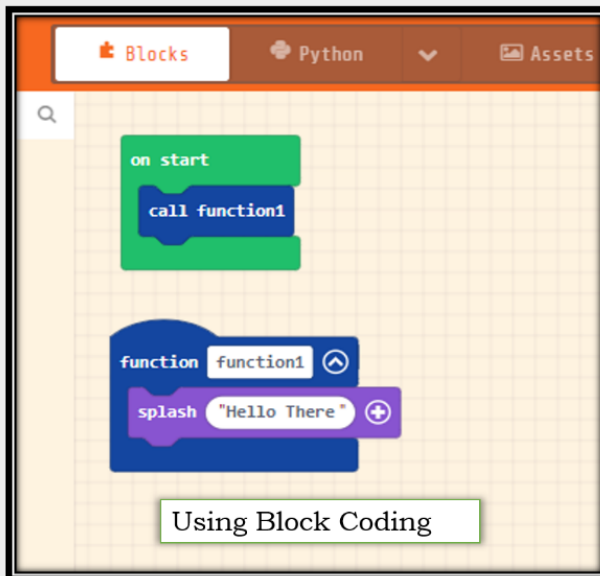 Blocks Python Assets
on start
call function1
function function1
splash "Hello There"
Using Block Coding